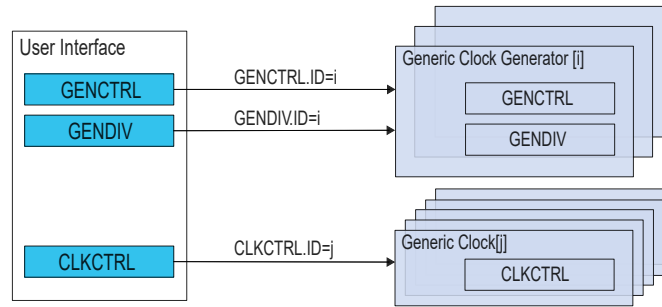 User Interface
GENCTRL
GENDIV
CLKCTRL
GENCTRL.ID=i
GENDIV.ID=i
CLKCTRL.ID=j
Generic Clock Generator [i]
GENCTRL
GENDIV
Generic Clock[j]
CLKCTRL